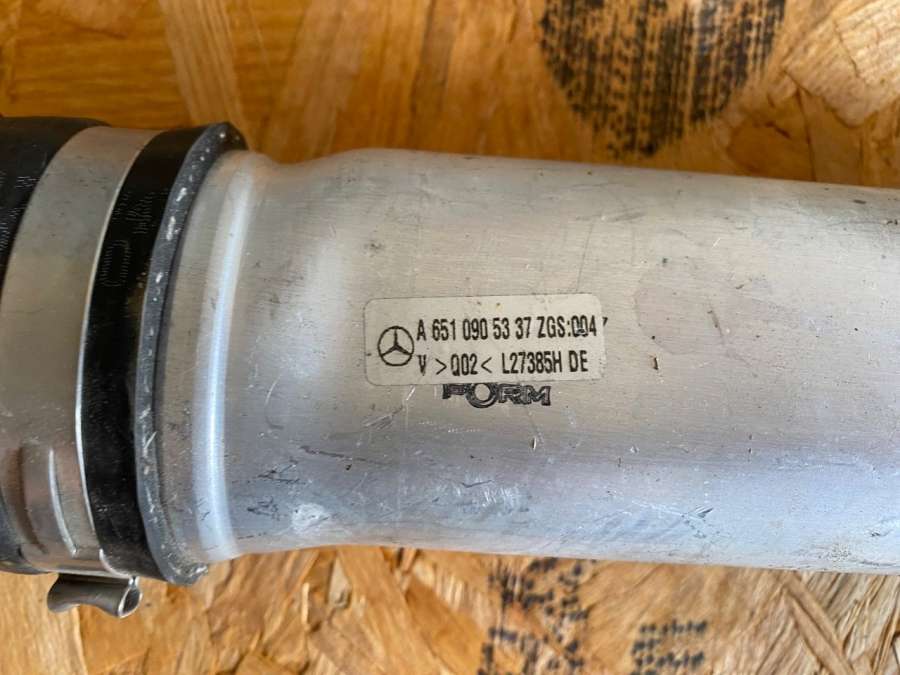 A 651 090 53 37 ZGS:004
V >002< L27385H DE
FORM